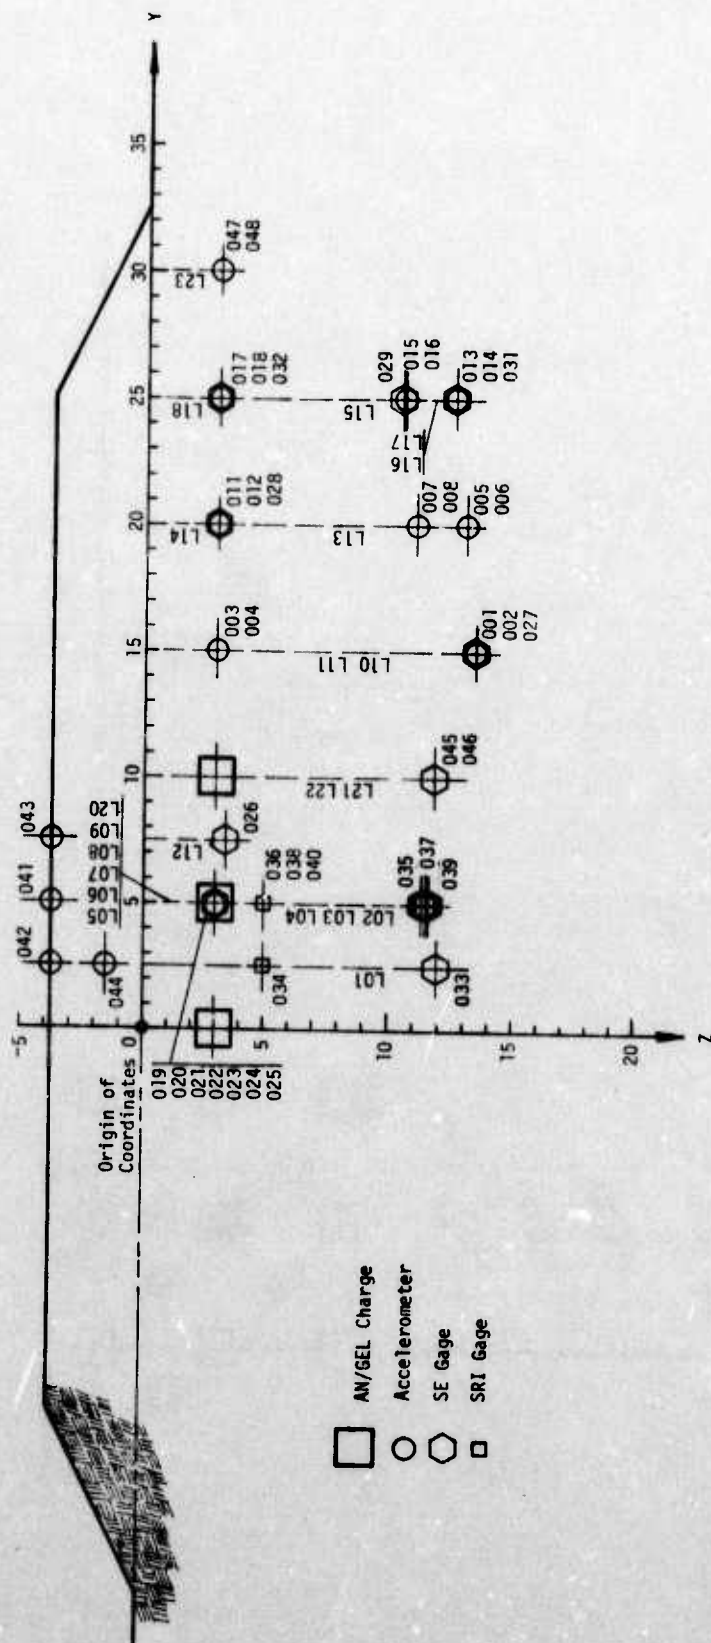 Y
35
30
25
20
15
10
5
0
-5
5
10
15
20
Z
Origin of
Coordinates
042
041
043
044
L05
L06
L07
L08
L09
L20
019
020
021
022
023
024
025
034
036
038
040
L12
026
L01
033
L02 L03 L04
035
037
039
L21 L22
045
046
003
004
L10 L11
001
002
027
L14
011
012
028
L13
007
008
005
006
L18
017
018
032
L15
029
015
016
L17
L16
013
014
031
L23
047
048
AN/GEL Charge
Accelerometer
SE Gage
SRI Gage